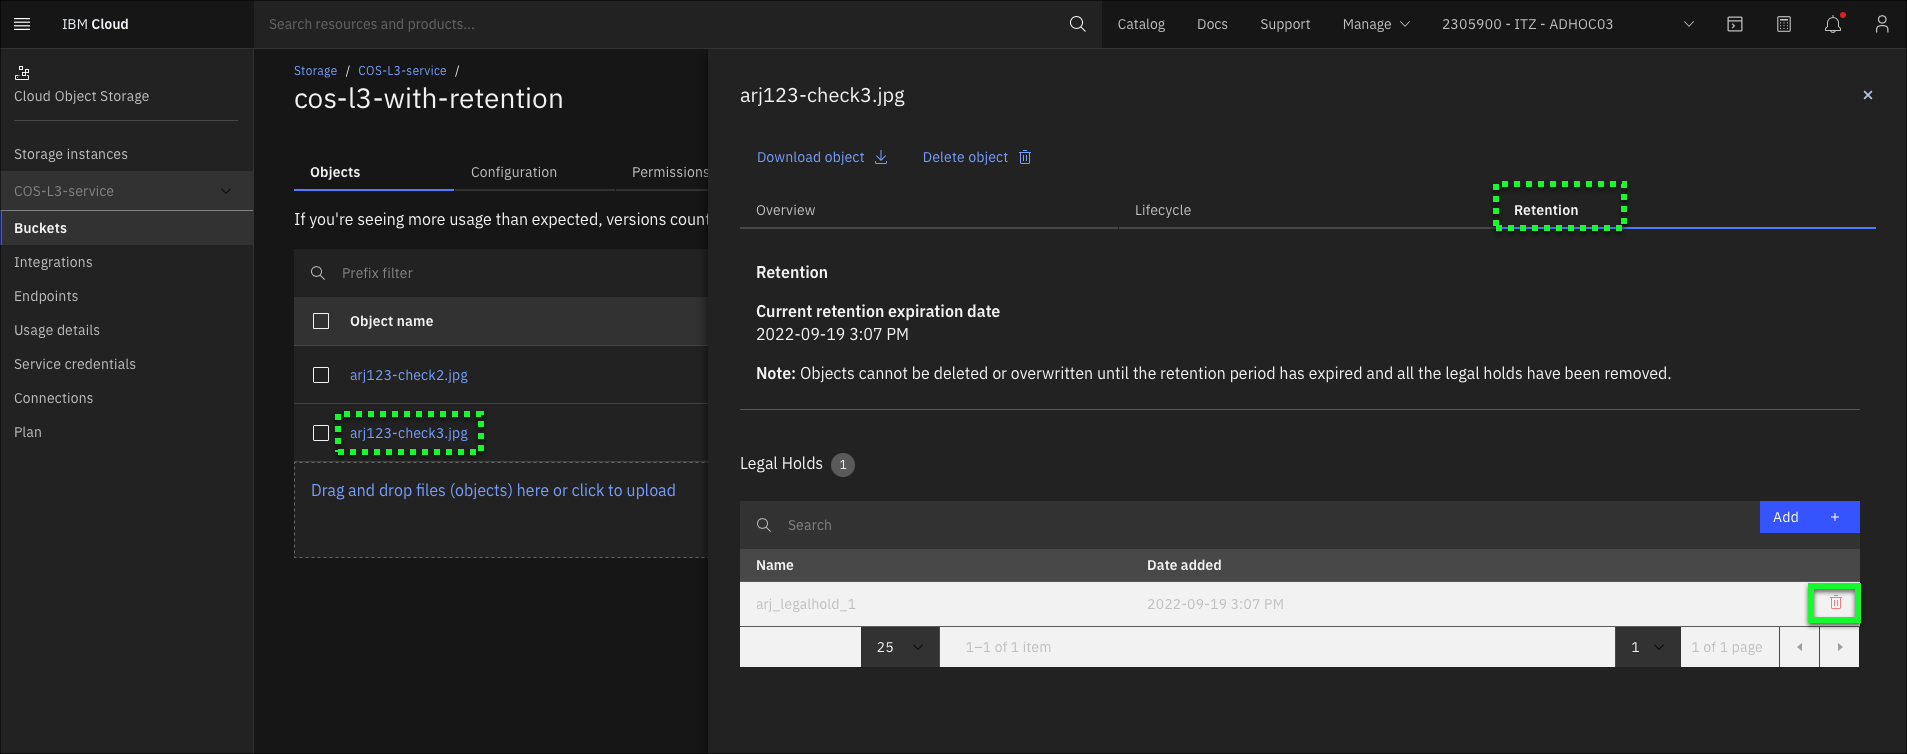 IBM Cloud
Search resources and products...
Catalog
Docs
Support
Manage
2305900 - ITZ - ADHOC03
Cloud Object Storage
Storage instances
COS-L3-service
Buckets
Integrations
Endpoints
Usage details
Service credentials
Connections
Plan
Storage / COS-L3-service /
cos-l3-with-retention
Objects
Configuration
Permissions
If you're seeing more usage than expected, versions count
Prefix filter
Object name
arj123-check2.jpg
arj123-check3.jpg
Drag and drop files (objects) here or click to upload
arj123-check3.jpg
Download object
Delete object
Overview
Lifecycle
Retention
Retention
Current retention expiration date
2022-09-19 3:07 PM
Note: Objects cannot be deleted or overwritten until the retention period has expired and all the legal holds have been removed.
Legal Holds 1
Search
Add +
Name
Date added
arj_legalhold_1
2022-09-19 3:07 PM
25
1–1 of 1 item
1
1 of 1 page